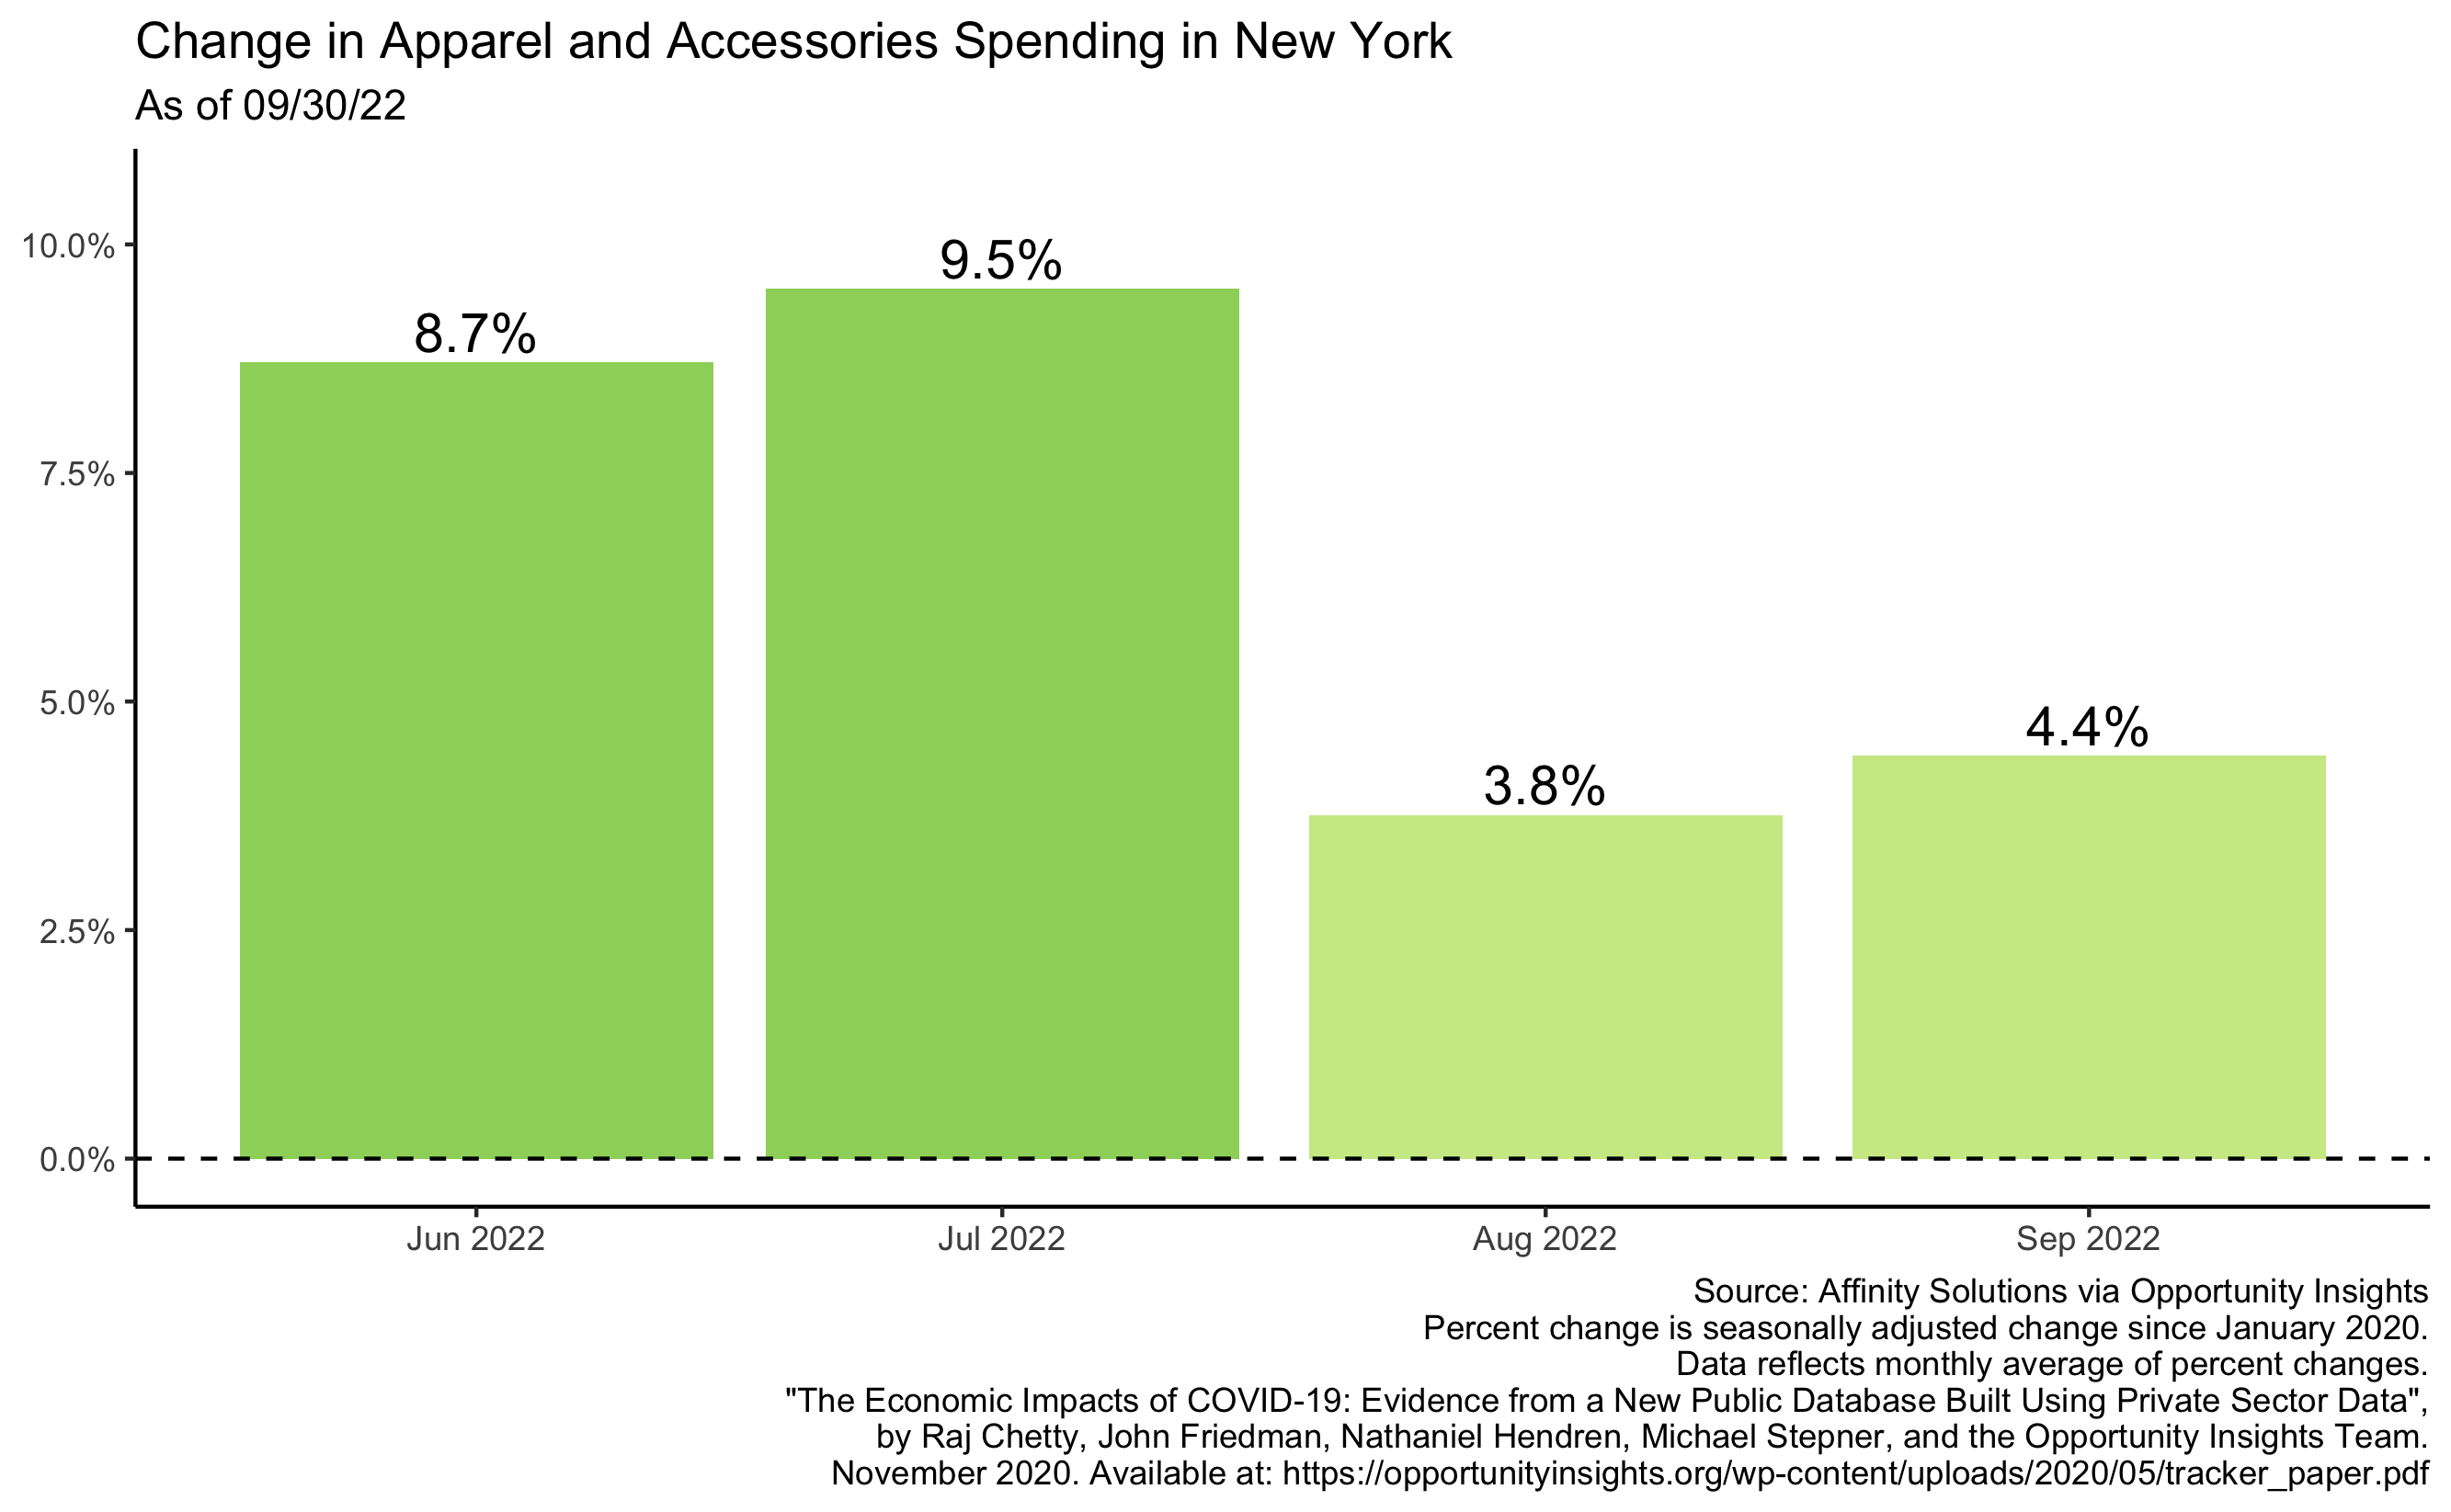 Change in Apparel and Accessories Spending in New York
As of 09/30/22
10.0%
7.5%
5.0%
2.5%
0.0%
8.7%
9.5%
3.8%
4.4%
Jun 2022
Jul 2022
Aug 2022
Sep 2022
Source: Affinity Solutions via Opportunity Insights
Percent change is seasonally adjusted change since January 2020.
Data reflects monthly average of percent changes.
"The Economic Impacts of COVID-19: Evidence from a New Public Database Built Using Private Sector Data",
by Raj Chetty, John Friedman, Nathaniel Hendren, Michael Stepner, and the Opportunity Insights Team.
November 2020. Available at: https://opportunityinsights.org/wp-content/uploads/2020/05/tracker_paper.pdf